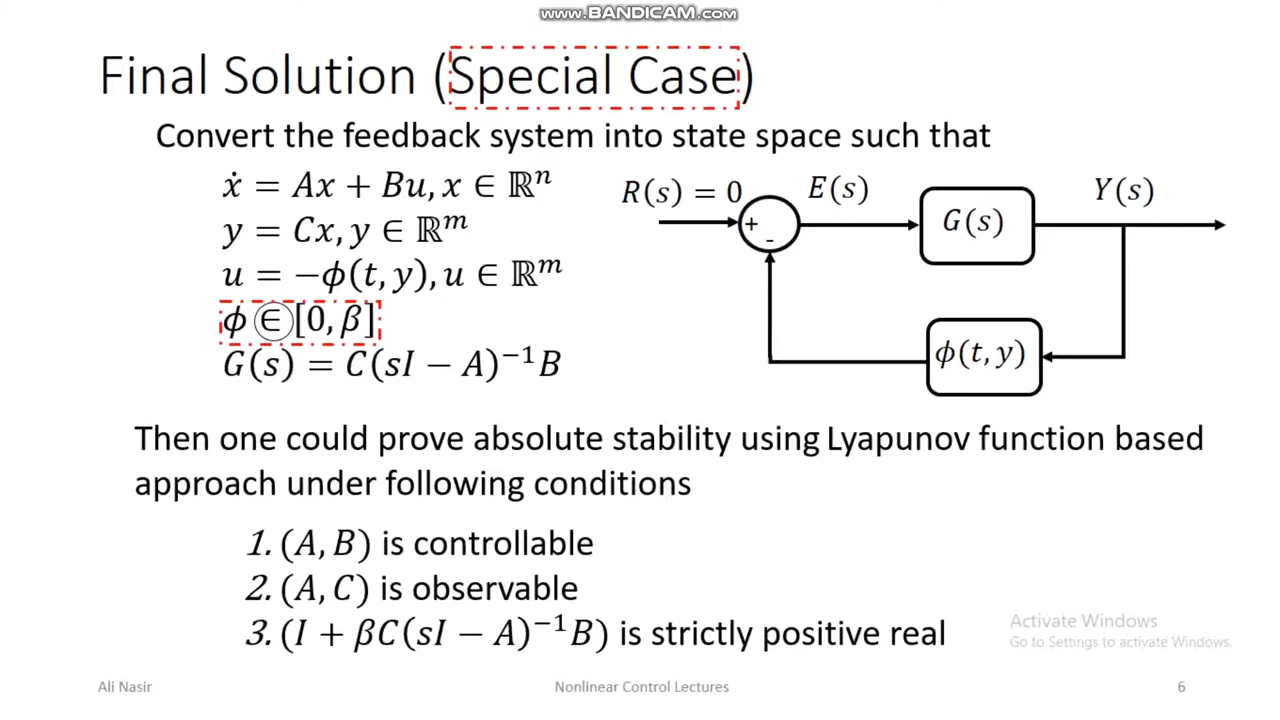 www.BANDICAM.com
Final Solution (Special Case)
Convert the feedback system into state space such that
ẋ = Ax + Bu, x ∈ ℝⁿ
y = Cx, y ∈ ℝᵐ
u = −ϕ(t, y), u ∈ ℝᵐ
ϕ ∈ [0, β]
G(s) = C(sI − A)⁻¹B
R(s) = 0
E(s)
Y(s)
+
-
G(s)
ϕ(t, y)
Then one could prove absolute stability using Lyapunov function based
approach under following conditions
1. (A, B) is controllable
2. (A, C) is observable
3. (I + βC(sI − A)⁻¹B) is strictly positive real
Activate Windows
Go to Settings to activate Windows.
Ali Nasir
Nonlinear Control Lectures
6